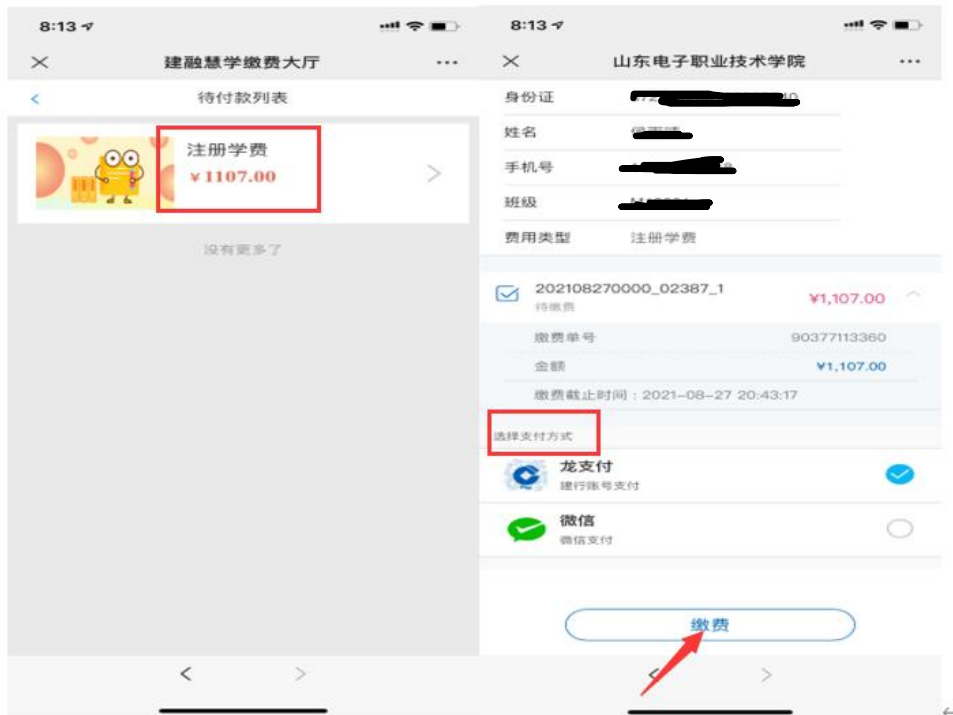 8:13
建融慧学缴费大厅
待付款列表
注册学费
¥1107.00
没有更多了
8:13
山东电子职业技术学院
身份证
姓名
手机号
班级
费用类型 注册学费
202108270000_02387_1 ¥1,107.00
待缴费
缴费单号 90377113360
金额 ¥1,107.00
缴费截止时间：2021-08-27 20:43:17
选择支付方式
龙支付
建行账号支付
微信
微信支付
缴费